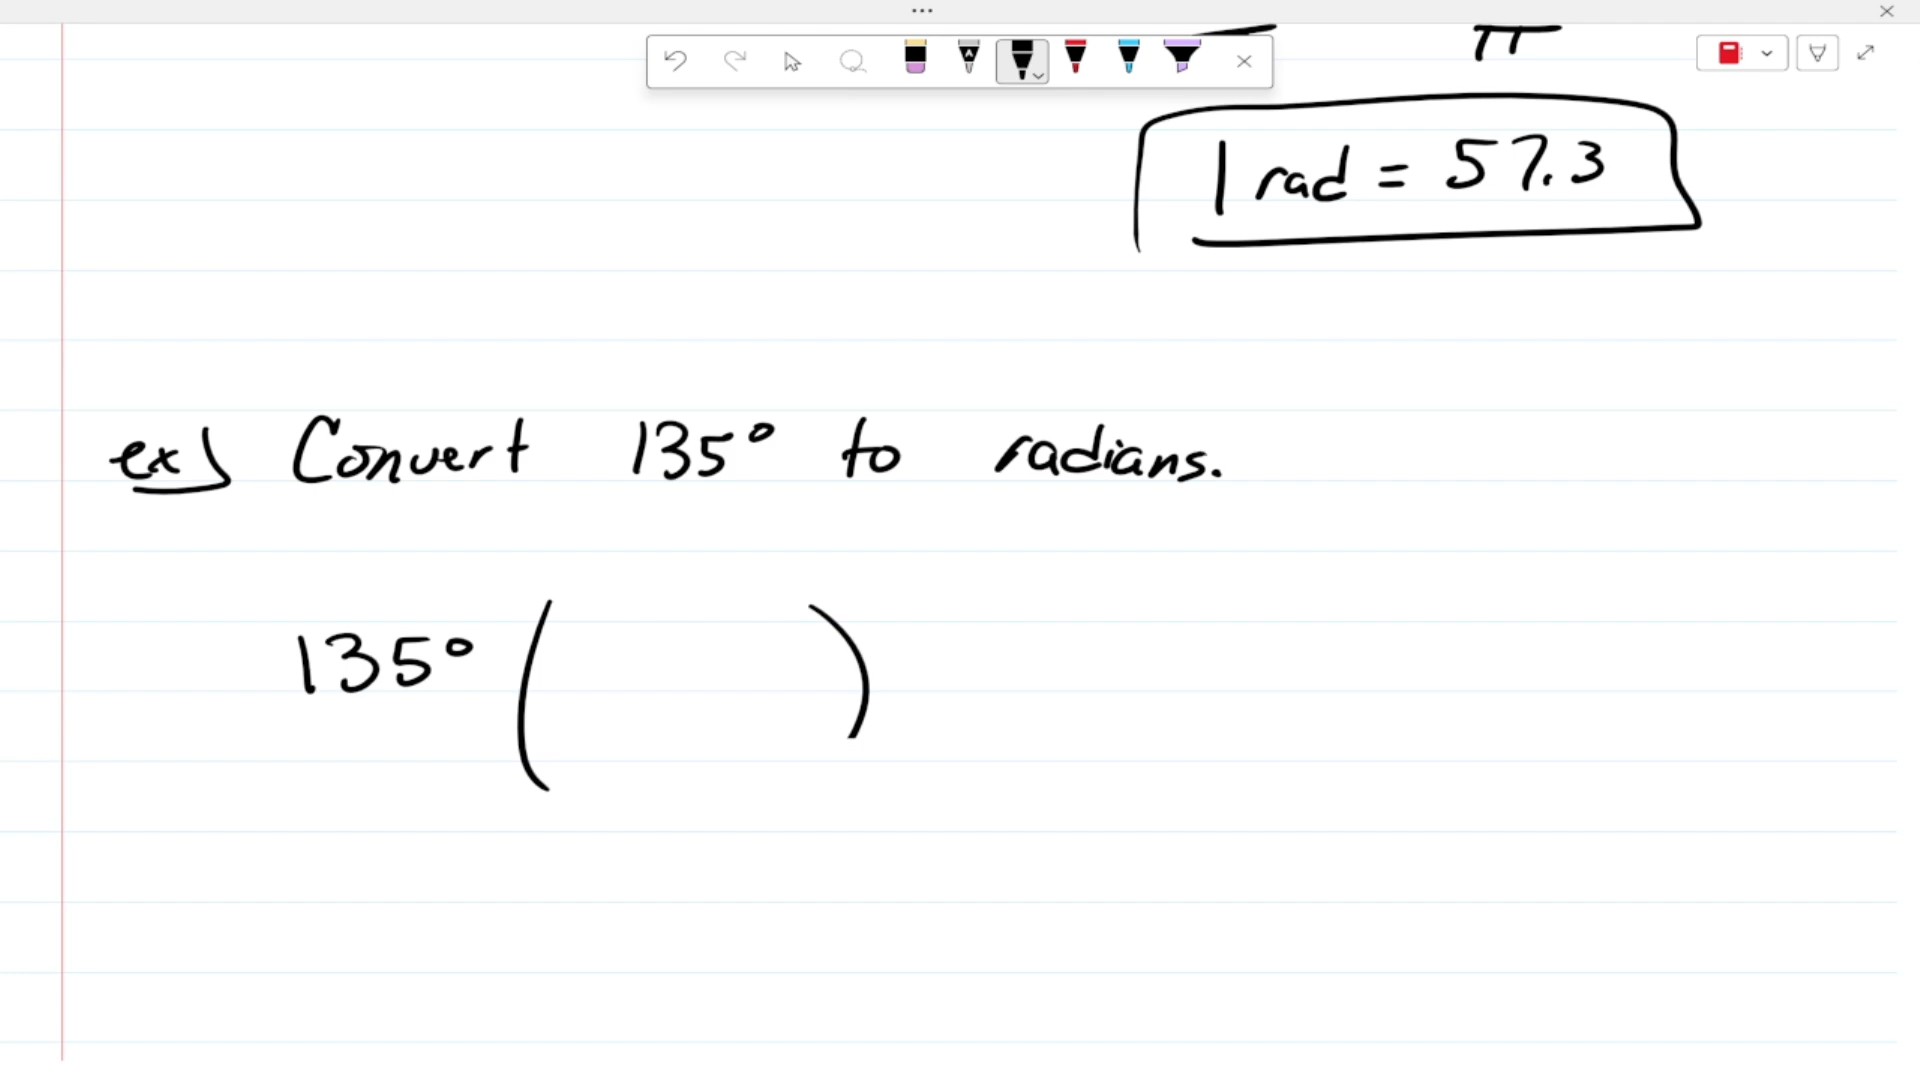 π
1 rad = 57.3
ex) Convert 135° to radians.
135° ( )